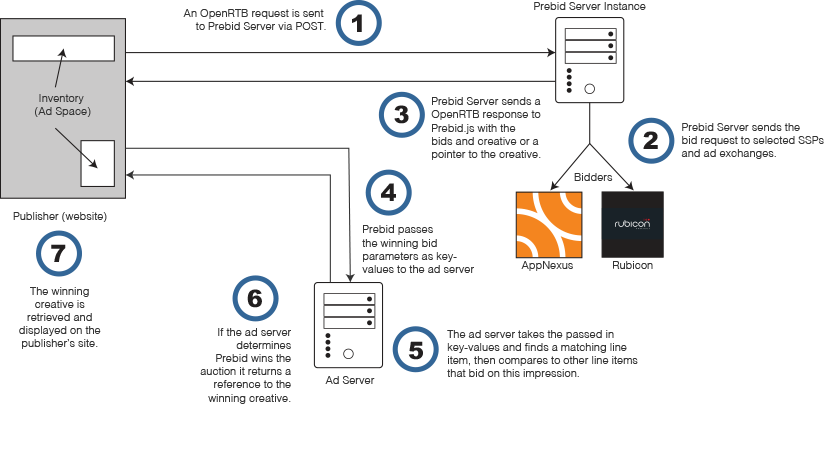 An OpenRTB request is sent
to Prebid Server via POST.
1
Prebid Server Instance
Inventory
(Ad Space)
3
Prebid Server sends a
OpenRTB response to
Prebid.js with the
bids and creative or a
pointer to the creative.
2
Prebid Server sends the
bid request to selected SSPs
and ad exchanges.
Bidders
rubicon
AppNexus
Rubicon
Publisher (website)
4
Prebid passes
the winning bid
parameters as key-
values to the ad server
7
The winning
creative is
retrieved and
displayed on the
publisher's site.
6
If the ad server
determines
Prebid wins the
auction it returns a
reference to the
winning creative.
Ad Server
5
The ad server takes the passed in
key-values and finds a matching line
item, then compares to other line items
that bid on this impression.